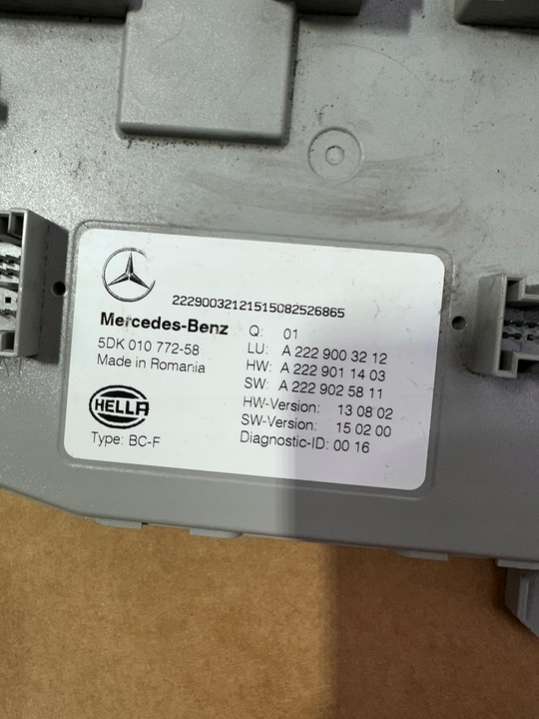 22290032121515082526865
Mercedes-Benz
5DK 010 772-58
Made in Romania
HELLA
Type: BC-F
Q: 01
LU: A 222 900 32 12
HW: A 222 901 14 03
SW: A 222 902 58 11
HW-Version: 13 08 02
SW-Version: 15 02 00
Diagnostic-ID: 00 16